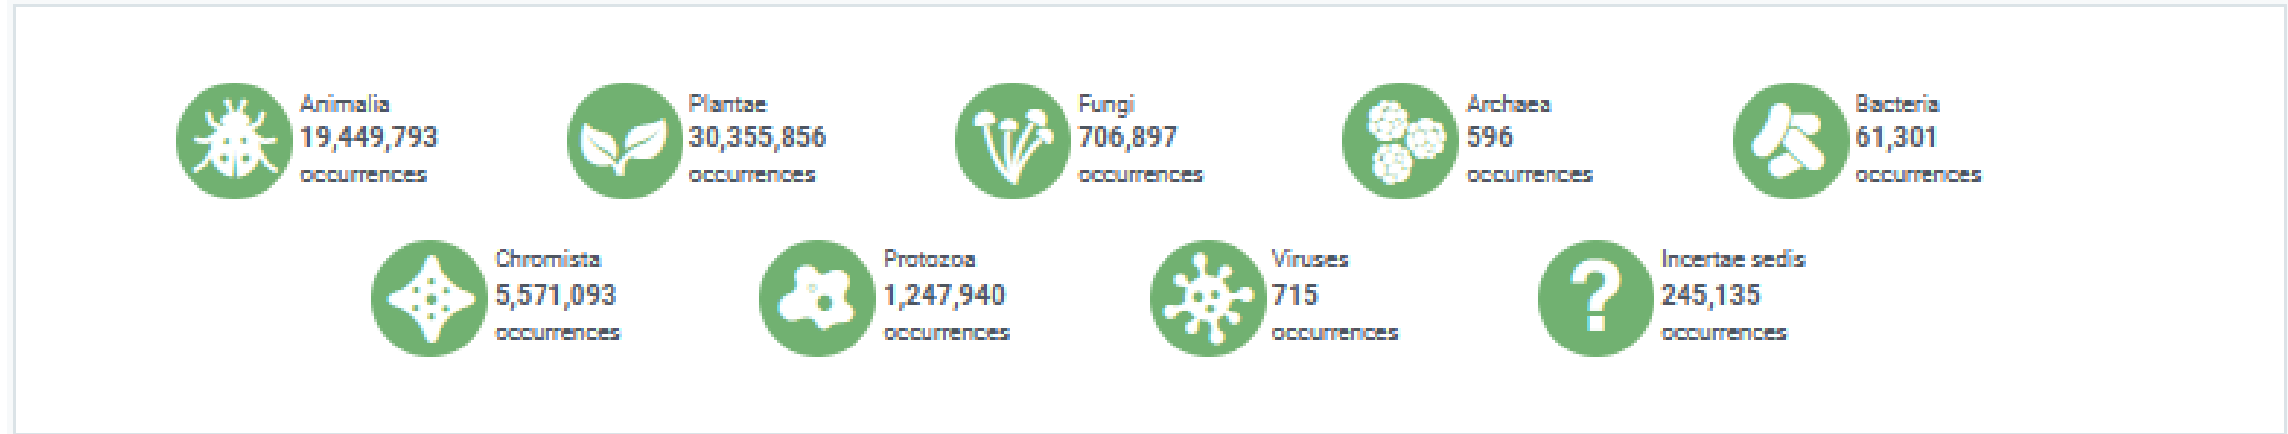 Animalia
19,449,793
occurrences
Plantae
30,355,856
occurrences
Fungi
706,897
occurrences
Archaea
596
occurrences
Bacteria
61,301
occurrences
Chromista
5,571,093
occurrences
Protozoa
1,247,940
occurrences
Viruses
715
occurrences
Incertae sedis
245,135
occurrences